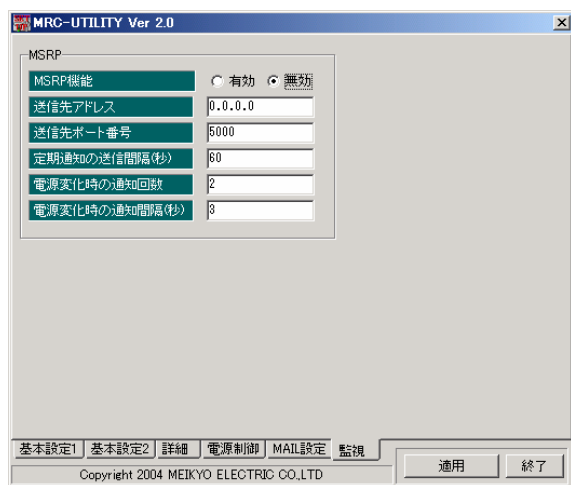 MRC-UTILITY Ver 2.0
MSRP
MSRP機能 有効 無効
送信先アドレス 0.0.0.0
送信先ポート番号 5000
定期通知の送信間隔(秒) 60
電源変化時の通知回数 2
電源変化時の通知間隔(秒) 3
基本設定1 基本設定2 詳細 電源制御 MAIL設定 監視
Copyright 2004 MEIKYO ELECTRIC CO.,LTD 適用 終了